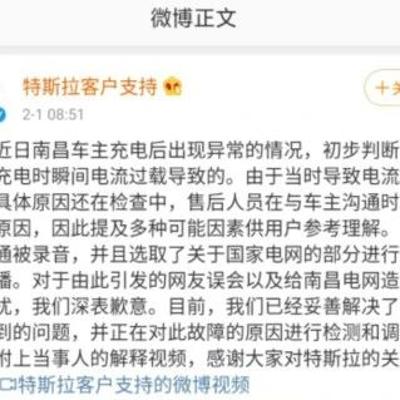 微博正文
特斯拉客户支持
+关
2-1 08:51
近日南昌车主充电后出现异常的情况，初步判断
充电时瞬间电流过载导致的。由于当时导致电流
具体原因还在检查中，售后人员在与车主沟通时
原因，因此提及多种可能因素供用户参考理解。
通被录音，并且选取了关于国家电网的部分进行
播。对于由此引发的网友误会以及给南昌电网造
扰，我们深表歉意。目前，我们已经妥善解决了
到的问题，并正在对此故障的原因进行检测和调
附上当事人的解释视频，感谢大家对特斯拉的关
特斯拉客户支持的微博视频